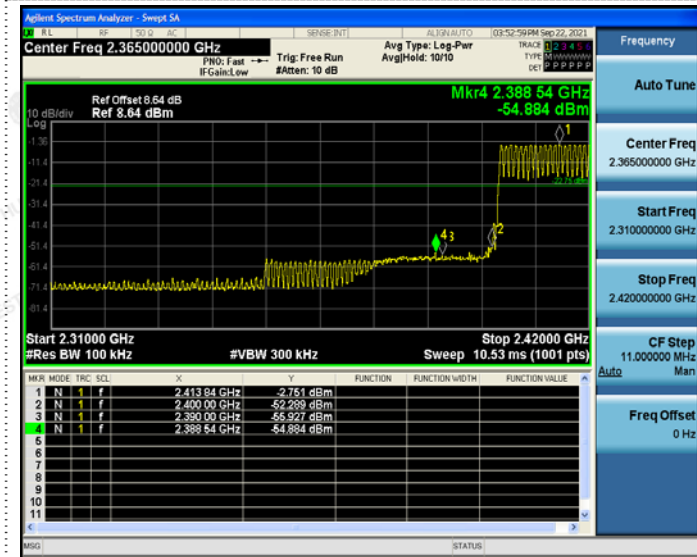 Agilent Spectrum Analyzer - Swept SA
RL RF 50 Ω AC SENSE:INT ALIGNAUTO 03:52:59 PM Sep 22, 2021
Center Freq 2.365000000 GHz
PNO: Fast
IFGain:Low
Trig: Free Run
#Atten: 10 dB
Avg Type: Log-Pwr
Avg|Hold: 10/10
TRACE 1 2 3 4 5 6
TYPE M
DET P P P P P P
Mkr4 2.388 54 GHz
-54.884 dBm
Ref Offset 8.64 dB
10 dB/div Ref 8.64 dBm
Log
-1.36
-11.4
-21.4
-31.4
-41.4
-51.4
-61.4
-71.4
-81.4
1
-22.75 dBm
2
4 3
Start 2.31000 GHz Stop 2.42000 GHz
#Res BW 100 kHz #VBW 300 kHz Sweep 10.53 ms (1001 pts)
MKR MODE TRC SCL X Y FUNCTION FUNCTION WIDTH FUNCTION VALUE
1 N 1 f 2.413 84 GHz -2.751 dBm
2 N 1 f 2.400 00 GHz -52.289 dBm
3 N 1 f 2.390 00 GHz -55.927 dBm
4 N 1 f 2.388 54 GHz -54.884 dBm
5
6
7
8
9
10
11
MSG STATUS
Frequency
Auto Tune
Center Freq
2.365000000 GHz
Start Freq
2.310000000 GHz
Stop Freq
2.420000000 GHz
CF Step
11.000000 MHz
Auto Man
Freq Offset
0 Hz